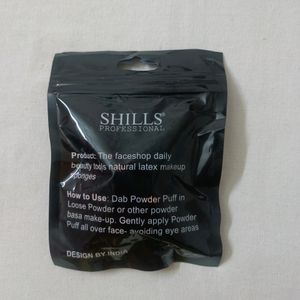 SHILLS®
PROFESSIONAL
Product: The faceshop daily
beauty tools natural latex makeup
sponges
How to Use: Dab Powder Puff in
Loose Powder or other powder
basa make-up. Gently apply Powder
Puff all over face- avoiding eye areas
DESIGN BY INDIA